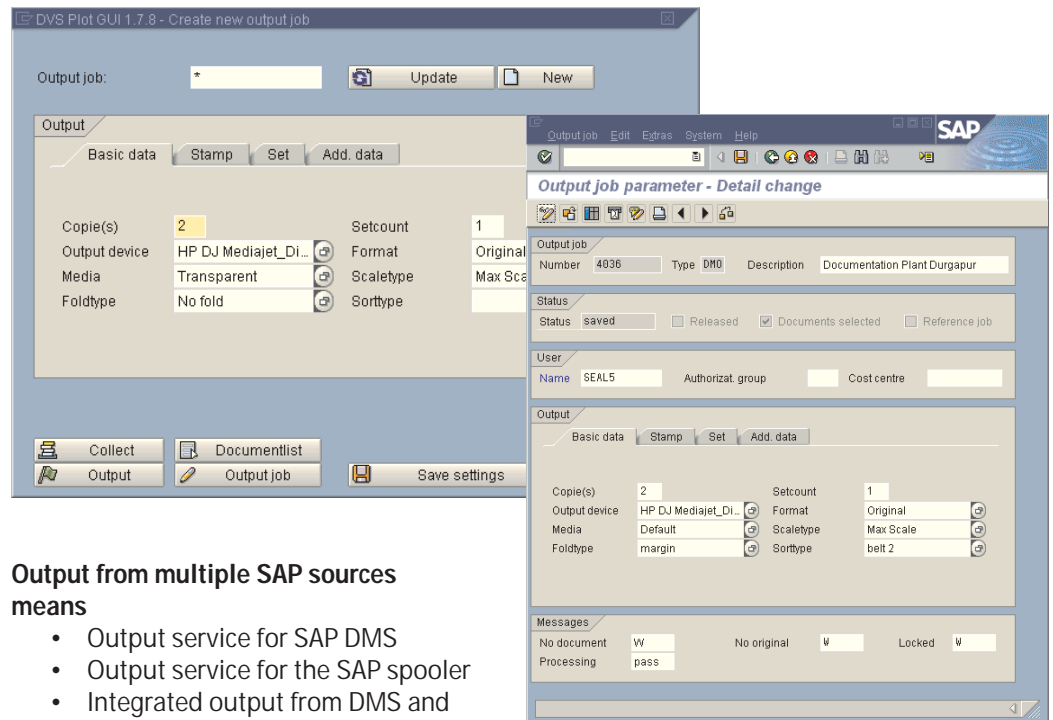 DVS Plot GUI 1.7.8 - Create new output job
Output job: * Update New
Output
Basic data Stamp Set Add. data
Copie(s) 2 Setcount 1
Output device HP DJ Mediajet_Di... Format Original
Media Transparent Scaletype Max Sca
Foldtype No fold Sorttype
Collect Documentlist
Output Output job Save settings
Output job Edit Extras System Help
SAP
Output job parameter - Detail change
Output job
Number 4036 Type DMO Description Documentation Plant Durgapur
Status
Status saved Released Documents selected Reference job
User
Name SEAL5 Authorizat. group Cost centre
Output
Basic data Stamp Set Add. data
Copie(s) 2 Setcount 1
Output device HP DJ Mediajet_Di... Format Original
Media Default Scaletype Max Scale
Foldtype margin Sorttype belt 2
Messages
No document W No original W Locked W
Processing pass
Output from multiple SAP sources
means
• Output service for SAP DMS
• Output service for the SAP spooler
• Integrated output from DMS and